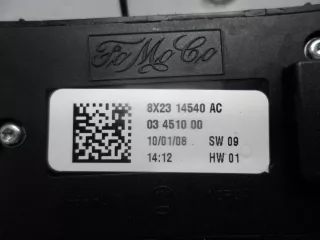 FoMoCo
8X23 14540 AC
03 4510 00
10/01/08 SW 09
14:12 HW 01